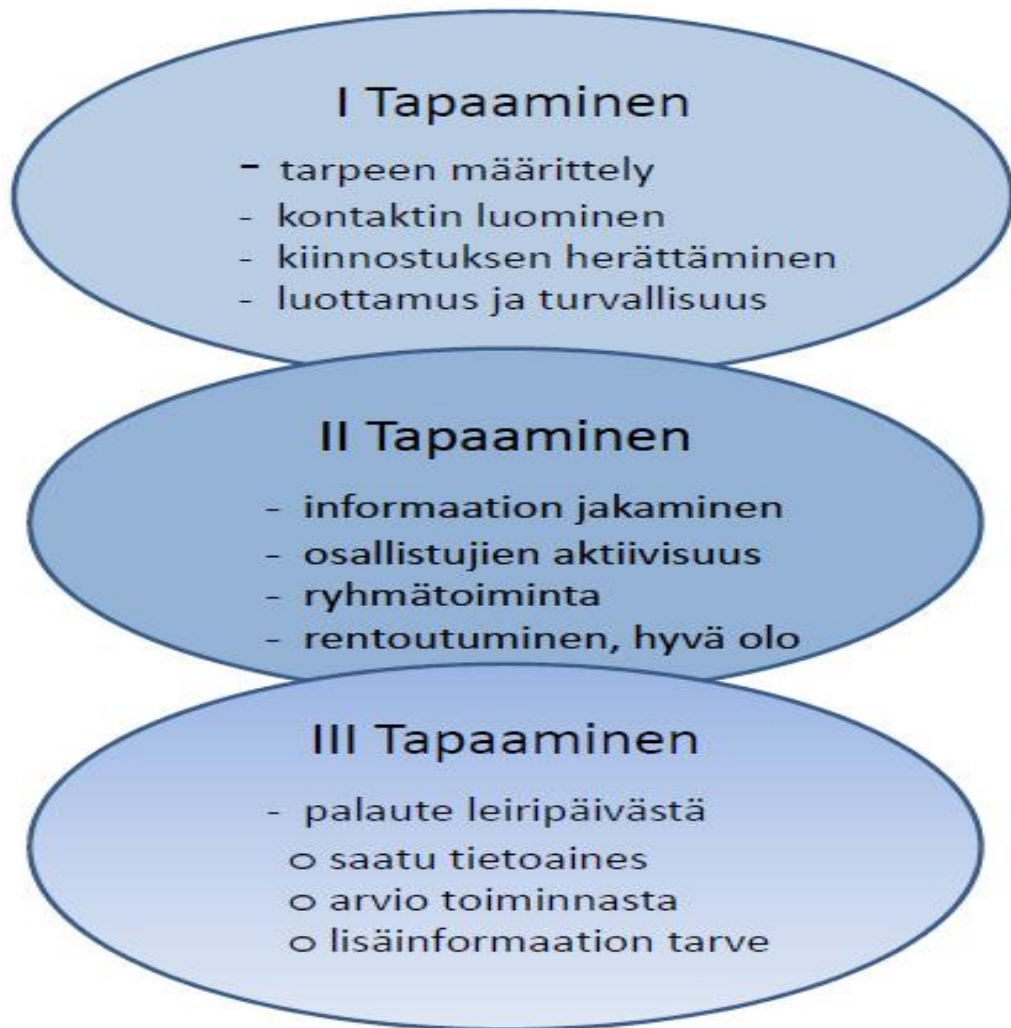 I Tapaaminen
- tarpeen määrittely
- kontaktin luominen
- kiinnostuksen herättäminen
- luottamus ja turvallisuus
II Tapaaminen
- informaation jakaminen
- osallistujien aktiivisuus
- ryhmätoiminta
- rentoutuminen, hyvä olo
III Tapaaminen
- palaute leiripäivästä
o saatu tietoaines
o arvio toiminnasta
o lisäinformaation tarve